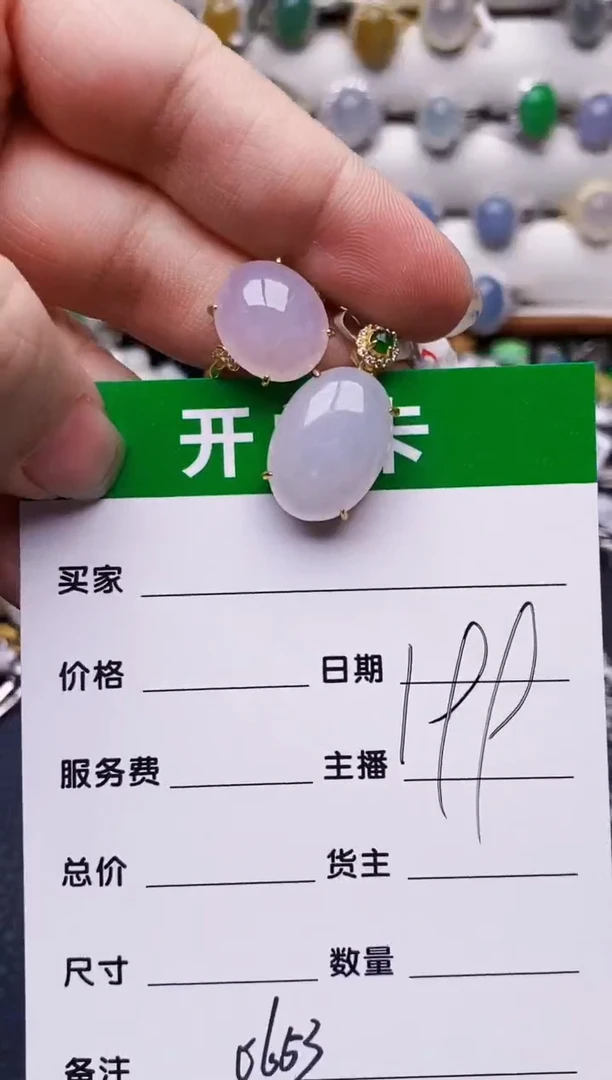 开 卡
买家
价格 日期
服务费 主播
总价 货主
尺寸 数量
备注 0653